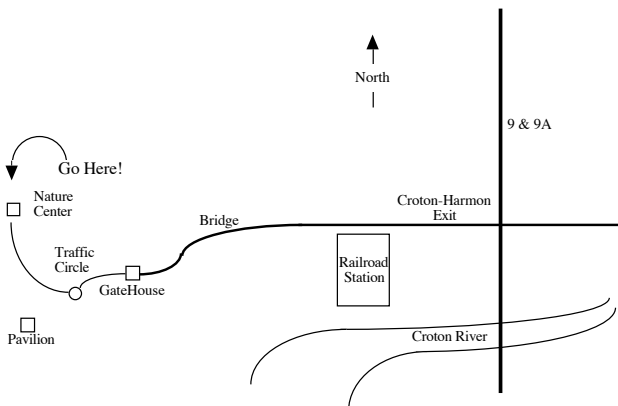 North
9 & 9A
Go Here!
Nature
Center
Croton-Harmon
Exit
Bridge
Traffic
Circle
Railroad
Station
GateHouse
Pavilion
Croton River